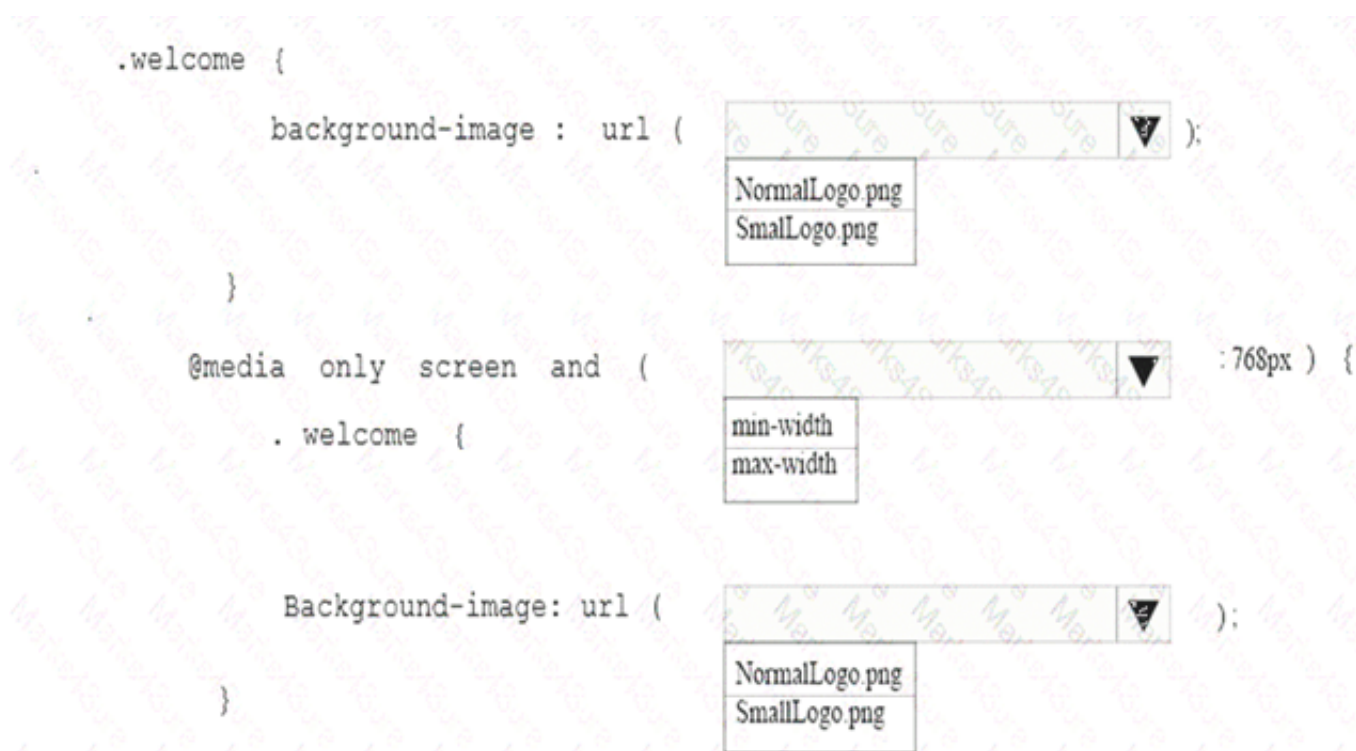 .welcome {
background-image : url ( );
NormalLogo.png
SmalLogo.png
}
@media only screen and ( : 768px ) {
min-width
. welcome {
max-width
Background-image: url ( );
NormalLogo.png
}
SmallLogo.png